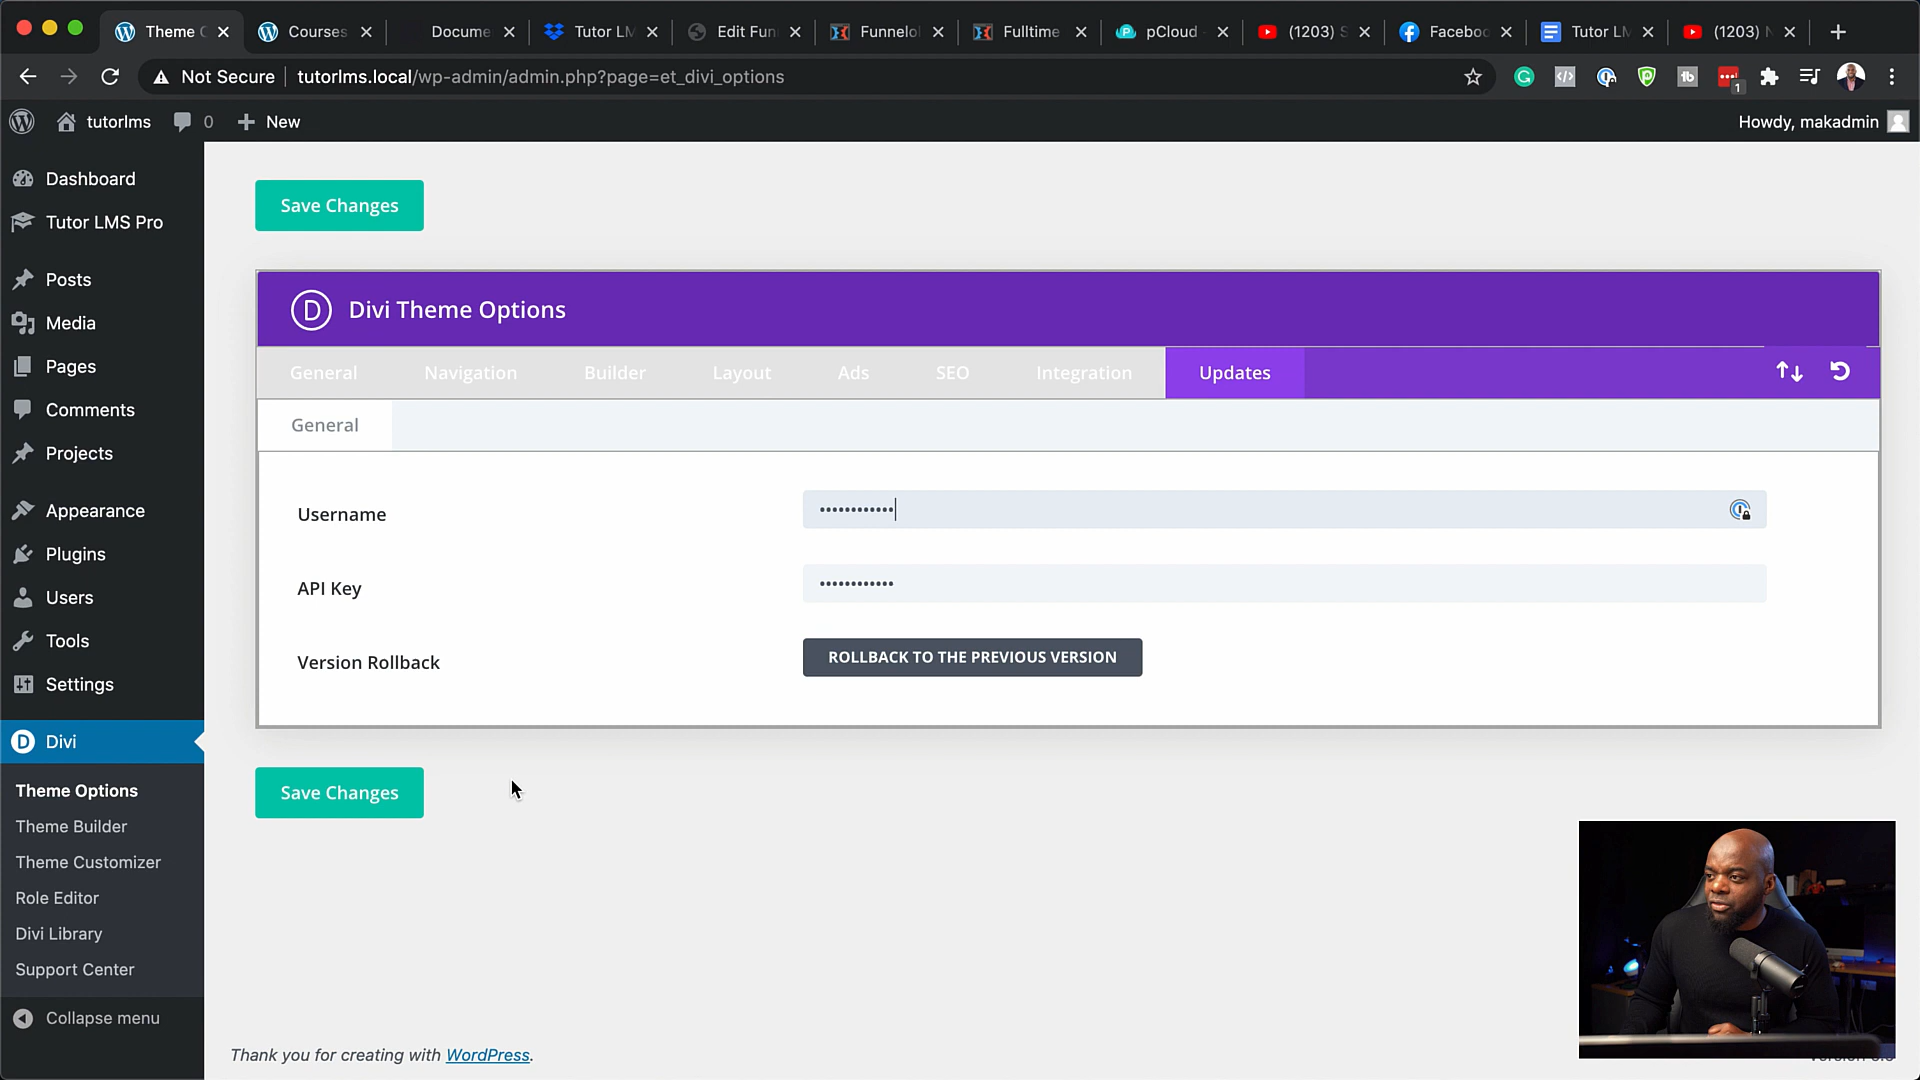 Theme
Courses
Docume
Tutor LM
Edit Fun
Funnelo
Fulltime
pCloud
(1203) S
Faceboo
Tutor LM
(1203) N
Not Secure
tutorlms.local/wp-admin/admin.php?page=et_divi_options
1
tutorlms
0
New
Howdy, makadmin
Dashboard
Tutor LMS Pro
Posts
Media
Pages
Comments
Projects
Appearance
Plugins
Users
Tools
Settings
Divi
Theme Options
Theme Builder
Theme Customizer
Role Editor
Divi Library
Support Center
Collapse menu
Save Changes
D Divi Theme Options
General Navigation Builder Layout Ads SEO Integration Updates
General
Username ••••••••••••
API Key ••••••••••••
Version Rollback ROLLBACK TO THE PREVIOUS VERSION
Save Changes
Thank you for creating with WordPress.